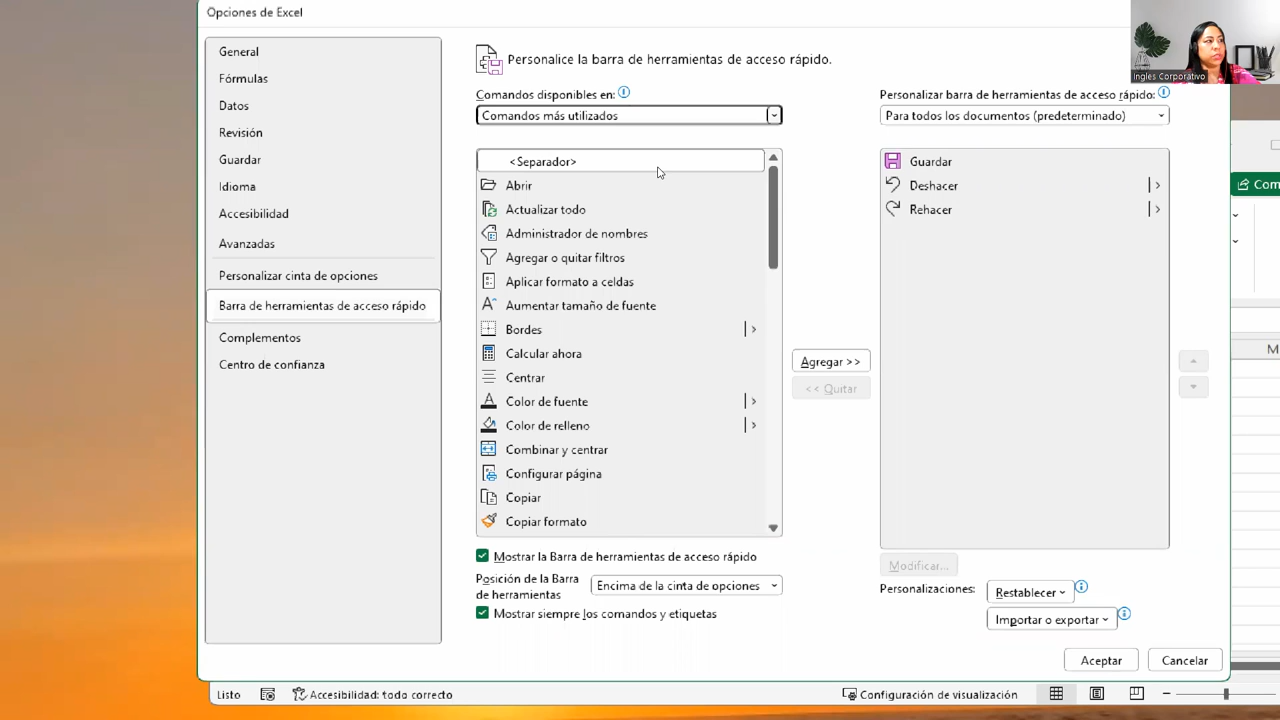 Opciones de Excel
General
Fórmulas
Datos
Revisión
Guardar
Idioma
Accesibilidad
Avanzadas
Personalizar cinta de opciones
Barra de herramientas de acceso rápido
Complementos
Centro de confianza
Personalice la barra de herramientas de acceso rápido.
Comandos disponibles en:
Comandos más utilizados
<Separador>
Abrir
Actualizar todo
Administrador de nombres
Agregar o quitar filtros
Aplicar formato a celdas
Aumentar tamaño de fuente
Bordes
Calcular ahora
Centrar
Color de fuente
Color de relleno
Combinar y centrar
Configurar página
Copiar
Copiar formato
Mostrar la Barra de herramientas de acceso rápido
Posición de la Barra
de herramientas
Encima de la cinta de opciones
Mostrar siempre los comandos y etiquetas
Agregar >>
<< Quitar
Personalizar barra de herramientas de acceso rápido:
Para todos los documentos (predeterminado)
Guardar
Deshacer
Rehacer
Modificar...
Personalizaciones:
Restablecer
Importar o exportar
Aceptar
Cancelar
Ingles Corporativo
Com
M
Listo
Accesibilidad: todo correcto
Configuración de visualización